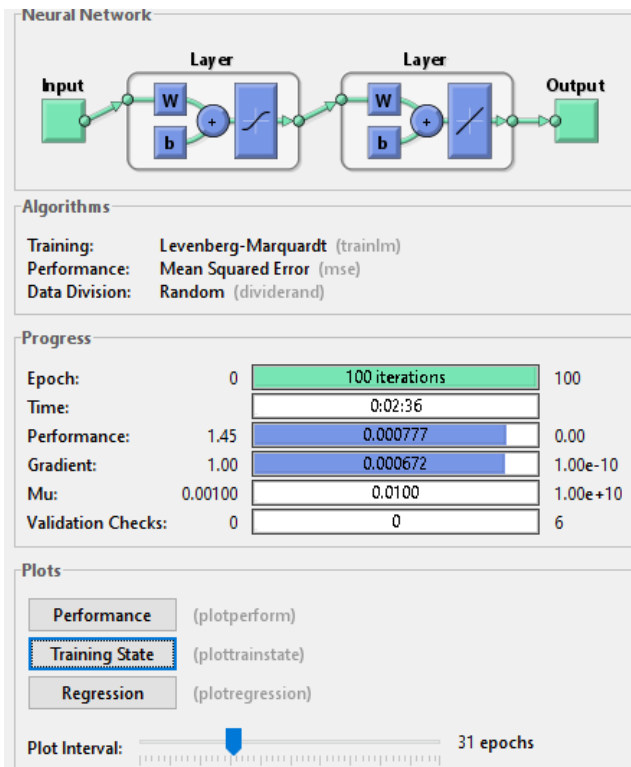 Neural Network
Layer Layer
Input Output
W W
+ +
b b
Algorithms
Training: Levenberg-Marquardt (trainlm)
Performance: Mean Squared Error (mse)
Data Division: Random (dividerand)
Progress
Epoch: 0 100 iterations 100
Time: 0:02:36
Performance: 1.45 0.000777 0.00
Gradient: 1.00 0.000672 1.00e-10
Mu: 0.00100 0.0100 1.00e+10
Validation Checks: 0 0 6
Plots
Performance (plotperform)
Training State (plottrainstate)
Regression (plotregression)
Plot Interval: 31 epochs